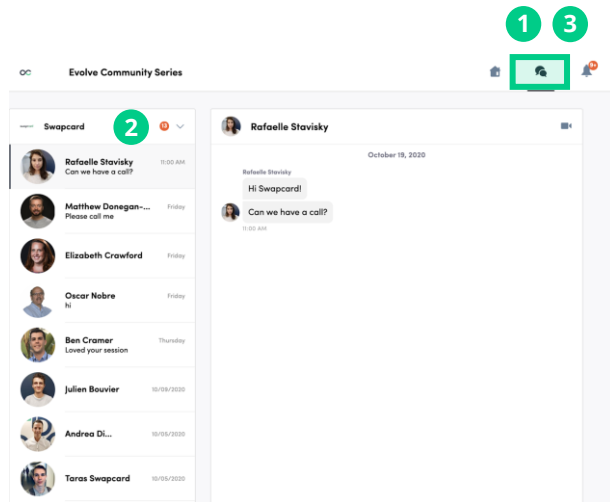 1 3
Evolve Community Series
9+
Swapcard
2
12
Rafaelle Stavisky
11:00 AM
Can we have a call?
Matthew Donegan-...
Friday
Please call me
Elizabeth Crawford
Friday
Oscar Nobre
Friday
hi
Ben Cramer
Thursday
Loved your session
Julien Bouvier
10/09/2020
Andrea Di...
10/05/2020
Taras Swapcard
10/05/2020
Rafaelle Stavisky
October 19, 2020
Rafaelle Stavisky
Hi Swapcard!
Can we have a call?
11:00 AM